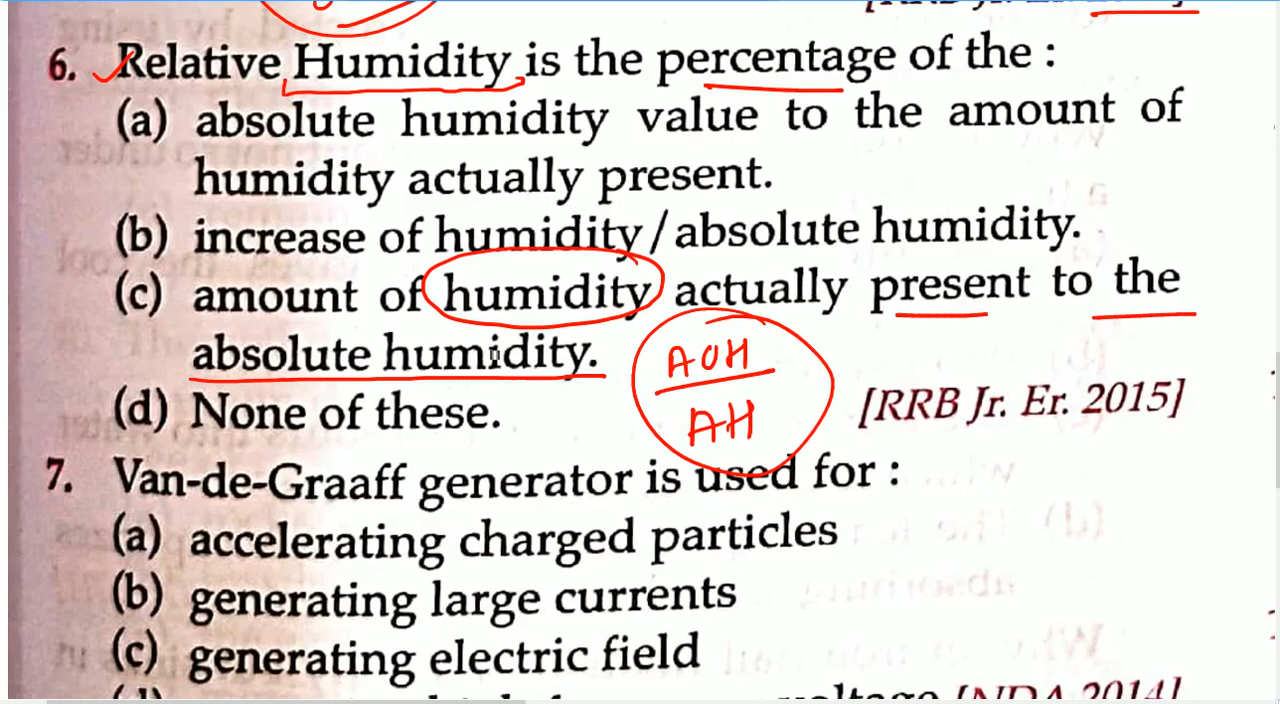 6. Relative Humidity is the percentage of the :
(a) absolute humidity value to the amount of
humidity actually present.
(b) increase of humidity / absolute humidity.
(c) amount of humidity actually present to the
absolute humidity.
AOH
AH
(d) None of these. [RRB Jr. Er. 2015]
7. Van-de-Graaff generator is used for :
(a) accelerating charged particles
(b) generating large currents
(c) generating electric field
[NDA 2014]